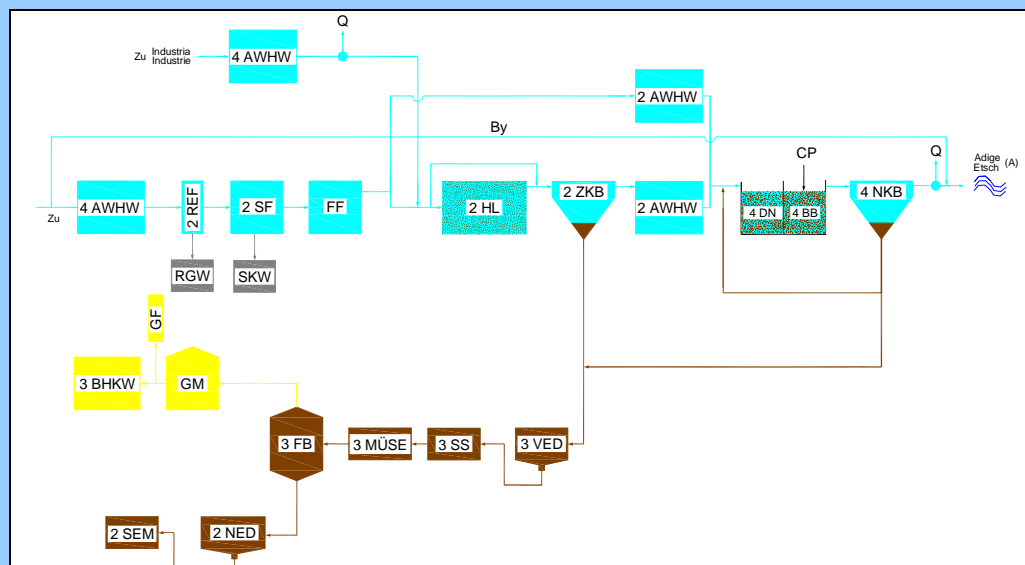 Q
Zu Industria
Industrie
4 AWHW
2 AWHW
By
CP
Q
Adige
Etsch (A)
Zu
4 AWHW
2 REF
2 SF
FF
2 HL
2 ZKB
2 AWHW
4 DN
4 BB
4 NKB
RGW
SKW
GF
3 BHKW
GM
3 FB
3 MÜSE
3 SS
3 VED
2 SEM
2 NED